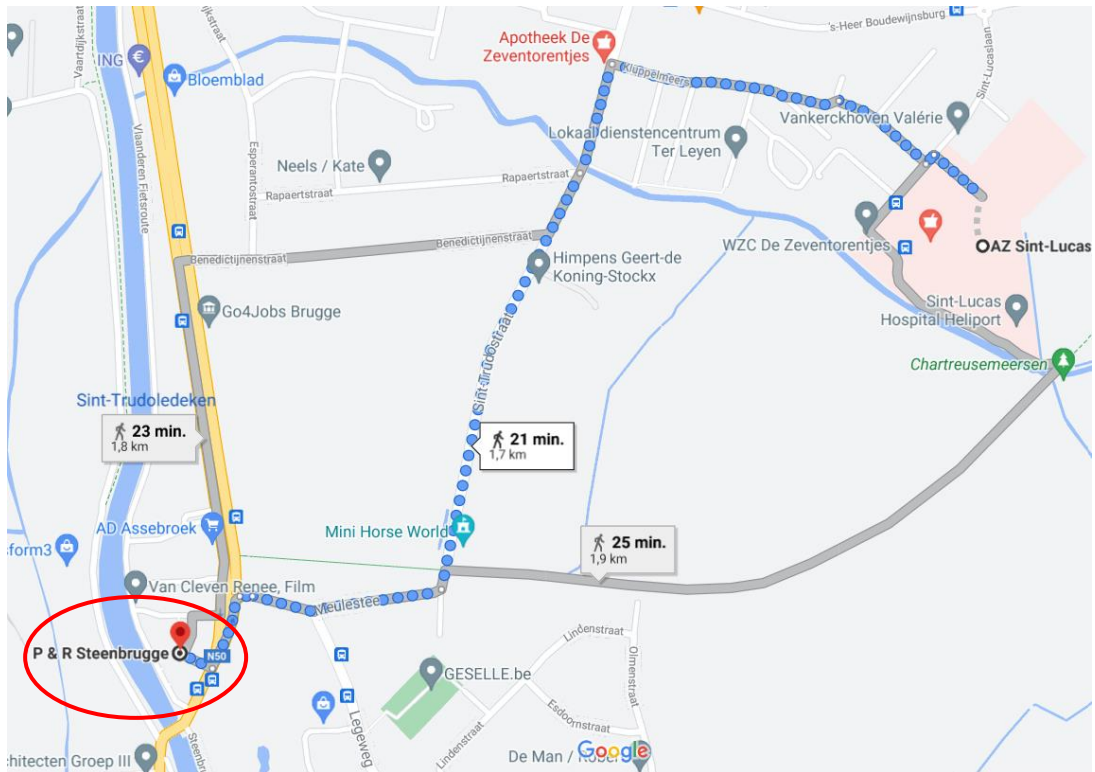 's-Heer Boudewijnsburg
Apotheek De
Zeventorentjes
Vaartdijkstraat
ING
Bloemblad
Kluppelmeers
Sint-Lucaslaan
Vankerckhoven Valérie
Lokaal dienstencentrum
Ter Leyen
Vlaanderen Fietsroute
Esperantostraat
Neels / Kate
Rapaertstraat
Rapaertstraat
Benedictijnenstraat
Benedictijnenstraat
WZC De Zeventorentjes
AZ Sint-Lucas
Himpens Geert-de
Koning-Stockx
Go4Jobs Brugge
Sint-Lucas
Hospital Heliport
Chartreusemeersen
Sint-Trudostraat
Sint-Trudoledeken
23 min.
1,8 km
21 min.
1,7 km
AD Assebroek
Mini Horse World
25 min.
1,9 km
sform3
Van Cleven Renee, Film
Meulestee
P & R Steenbrugge
N50
Lindenstraat
Olmenstraat
GESELLE.be
Legeweg
Esdoornstraat
Lindenstraat
Steenbru
chitecten Groep III
De Man /
Google